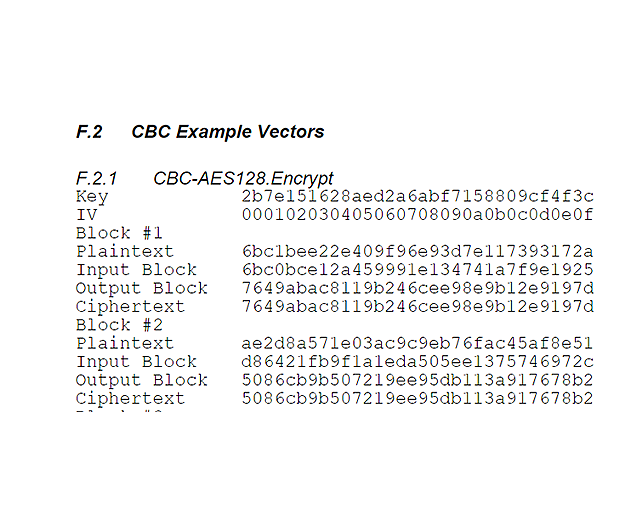 F.2 CBC Example Vectors
F.2.1 CBC-AES128.Encrypt
Key 2b7e151628aed2a6abf7158809cf4f3c
IV 000102030405060708090a0b0c0d0e0f
Block #1
Plaintext 6bc1bee22e409f96e93d7e117393172a
Input Block 6bc0bce12a459991e134741a7f9e1925
Output Block 7649abac8119b246cee98e9b12e9197d
Ciphertext 7649abac8119b246cee98e9b12e9197d
Block #2
Plaintext ae2d8a571e03ac9c9eb76fac45af8e51
Input Block d86421fb9f1a1eda505ee1375746972c
Output Block 5086cb9b507219ee95db113a917678b2
Ciphertext 5086cb9b507219ee95db113a917678b2